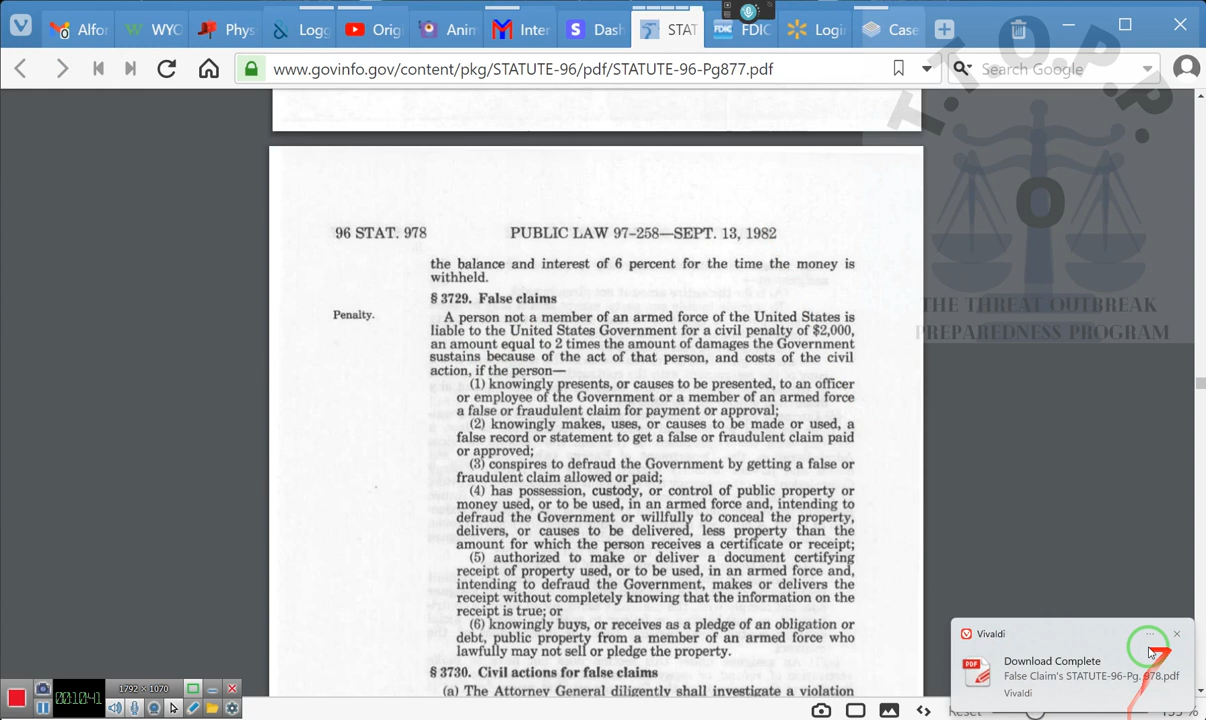 Alfor
WYO
Phys
Logg
Orig
Anin
Inter
Dash
STAT
FDIC
Login
Case
www.govinfo.gov/content/pkg/STATUTE-96/pdf/STATUTE-96-Pg877.pdf
Search Google
T.T.O.P.P.
O
THE THREAT OUTBREAK
PREPAREDNESS PROGRAM
96 STAT. 978
PUBLIC LAW 97-258—SEPT. 13, 1982
the balance and interest of 6 percent for the time the money is
withheld.
§ 3729. False claims
Penalty.
A person not a member of an armed force of the United States is
liable to the United States Government for a civil penalty of $2,000,
an amount equal to 2 times the amount of damages the Government
sustains because of the act of that person, and costs of the civil
action, if the person—
(1) knowingly presents, or causes to be presented, to an officer
or employee of the Government or a member of an armed force
a false or fraudulent claim for payment or approval;
(2) knowingly makes, uses, or causes to be made or used, a
false record or statement to get a false or fraudulent claim paid
or approved;
(3) conspires to defraud the Government by getting a false or
fraudulent claim allowed or paid;
(4) has possession, custody, or control of public property or
money used, or to be used, in an armed force and, intending to
defraud the Government or willfully to conceal the property,
delivers, or causes to be delivered, less property than the
amount for which the person receives a certificate or receipt;
(5) authorized to make or deliver a document certifying
receipt of property used, or to be used, in an armed force and,
intending to defraud the Government, makes or delivers the
receipt without completely knowing that the information on the
receipt is true; or
(6) knowingly buys, or receives as a pledge of an obligation or
debt, public property from a member of an armed force who
lawfully may not sell or pledge the property.
§ 3730. Civil actions for false claims
(a) The Attorney General diligently shall investigate a violation
Vivaldi
Download Complete
PDF
False Claim's STATUTE-96-Pg..978.pdf
Vivaldi
1792 × 1070
Reset